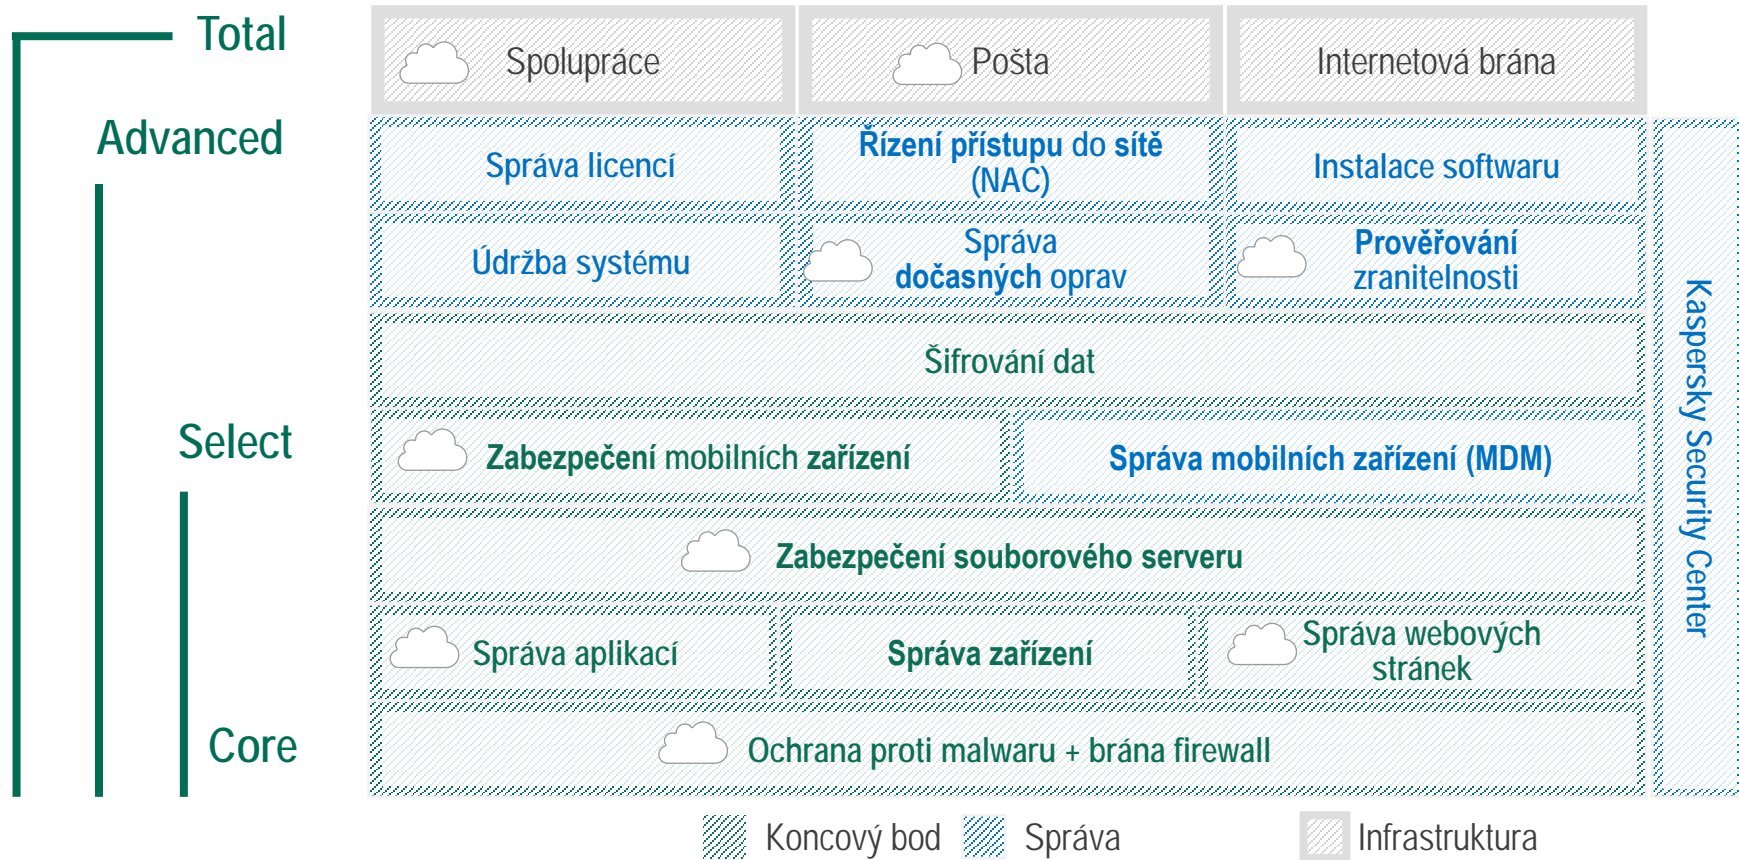 Total
Spolupráce
Pošta
Internetová brána
Advanced
Správa licencí
Řízení přístupu do sítě
(NAC)
Instalace softwaru
Údržba systému
Správa
dočasných oprav
Prověřování
zranitelnosti
Kaspersky Security Center
Šifrování dat
Select
Zabezpečení mobilních zařízení
Správa mobilních zařízení (MDM)
Zabezpečení souborového serveru
Správa aplikací
Správa zařízení
Správa webových
stránek
Core
Ochrana proti malwaru + brána firewall
Koncový bod
Správa
Infrastruktura